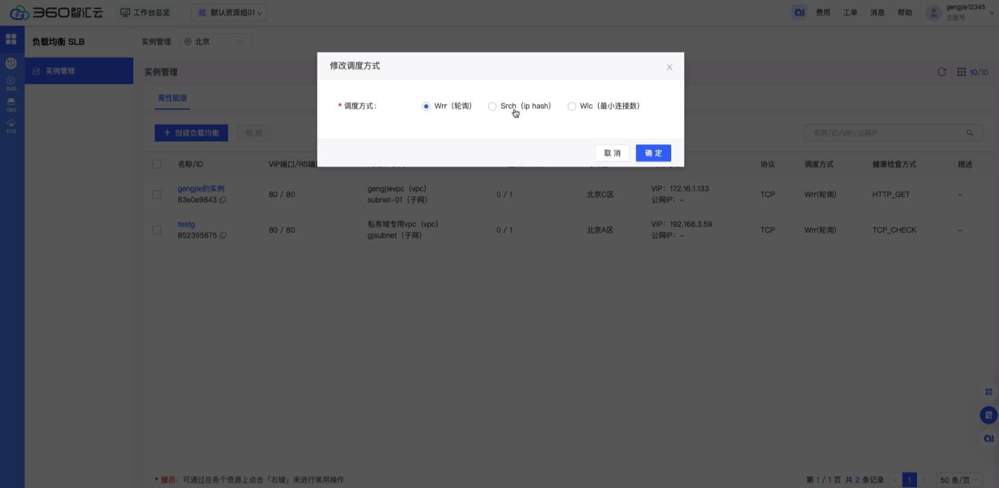 360智汇云
工作台总览
组 默认资源组01
费用
工单
消息
帮助
gengjie12345
主账号
负载均衡 SLB
实例管理
北京
SMS
OBS
ECS
实例管理
实例管理
10/10
高性能版
创建负载均衡
删 除
名称/ID/VIP/公网IP
修改调度方式
* 调度方式：
Wrr（轮询）
Srch（ip hash）
Wlc（最小连接数）
取 消
确 定
名称/ID
VIP端口/RS端
协议
调度方式
健康检查方式
描述
gengjie的实例
83e0e9843
80 / 80
gengjievpc（vpc）
subnet-01（子网）
0 / 1
北京C区
VIP： 172.16.1.133
公网IP： -
TCP
Wrr(轮询)
HTTP_GET
-
testg
852395675
80 / 80
私有域专用vpc（vpc）
gjsubnet（子网）
0 / 1
北京A区
VIP： 192.168.3.59
公网IP： -
TCP
Wrr(轮询)
TCP_CHECK
-
* 提示： 可通过在各个资源上点击「右键」来进行常用操作
第 1 / 1 页 共 2 条记录
1
50 条/页